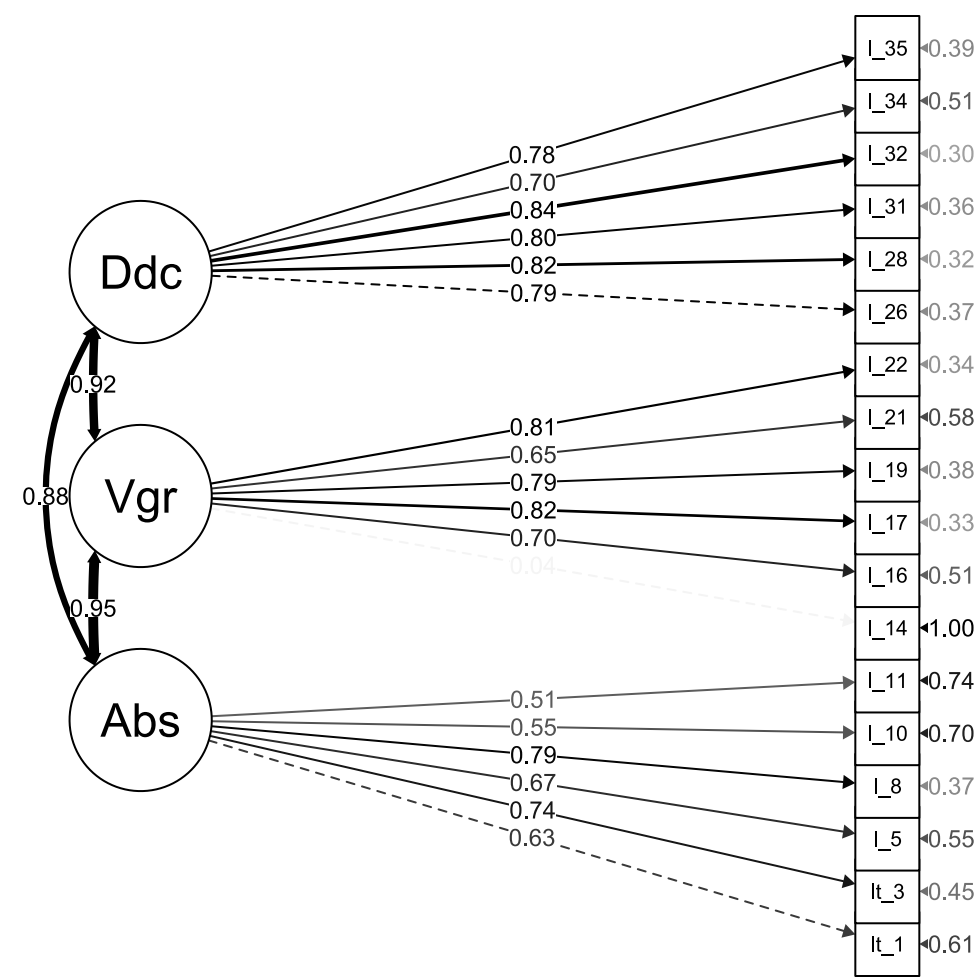 I_35 0.39
I_34 0.51
I_32 0.30
I_31 0.36
I_28 0.32
I_26 0.37
I_22 0.34
I_21 0.58
I_19 0.38
I_17 0.33
I_16 0.51
I_14 1.00
I_11 0.74
I_10 0.70
I_8 0.37
I_5 0.55
It_3 0.45
It_1 0.61
0.78
0.70
0.84
0.80
0.82
0.79
Ddc
0.92
0.81
0.65
0.79
0.82
0.70
0.04
0.88
Vgr
0.95
0.51
0.55
0.79
0.67
0.74
0.63
Abs